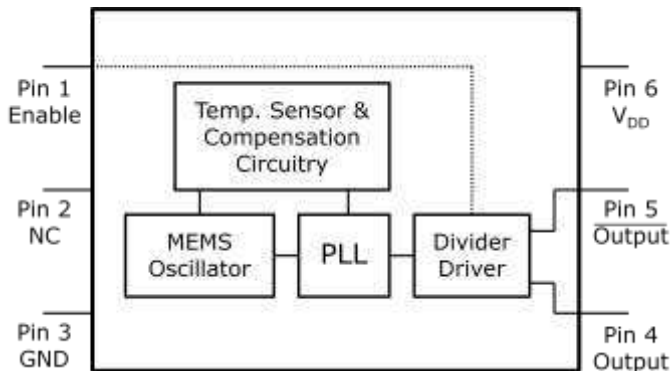 Pin 1
Enable
Pin 2
NC
Pin 3
GND
Temp. Sensor &
Compensation
Circuitry
MEMS
Oscillator
PLL
Divider
Driver
Pin 6
V_DD
Pin 5
Output
Pin 4
Output